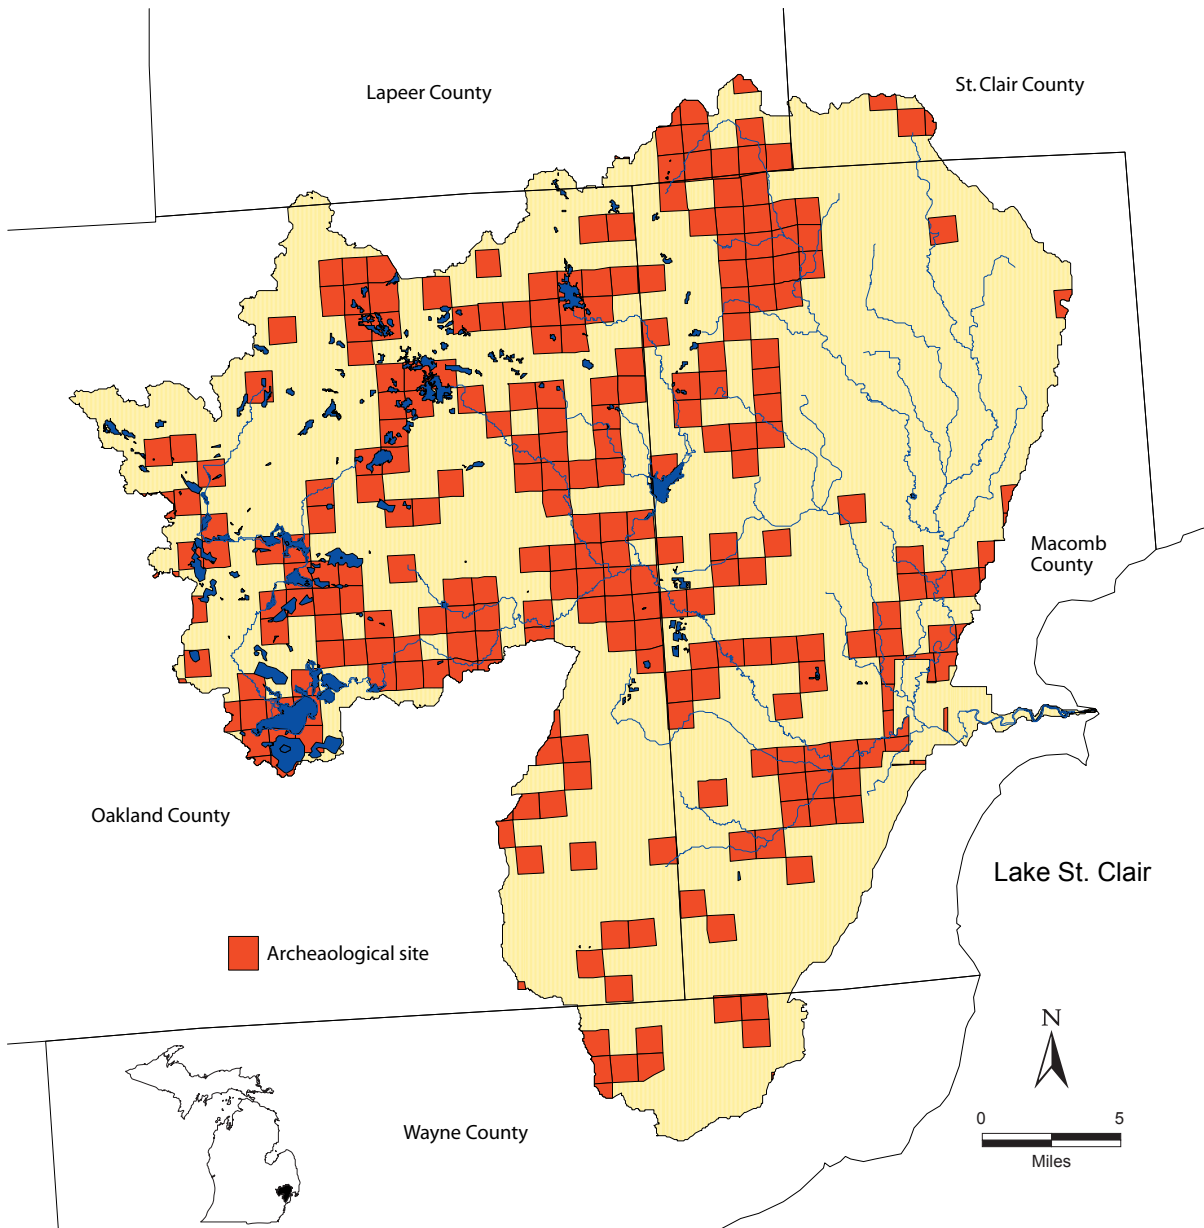 Lapeer County
St. Clair County
Macomb
County
Oakland County
Lake St. Clair
Archeaological site
N
0 5
Miles
Wayne County